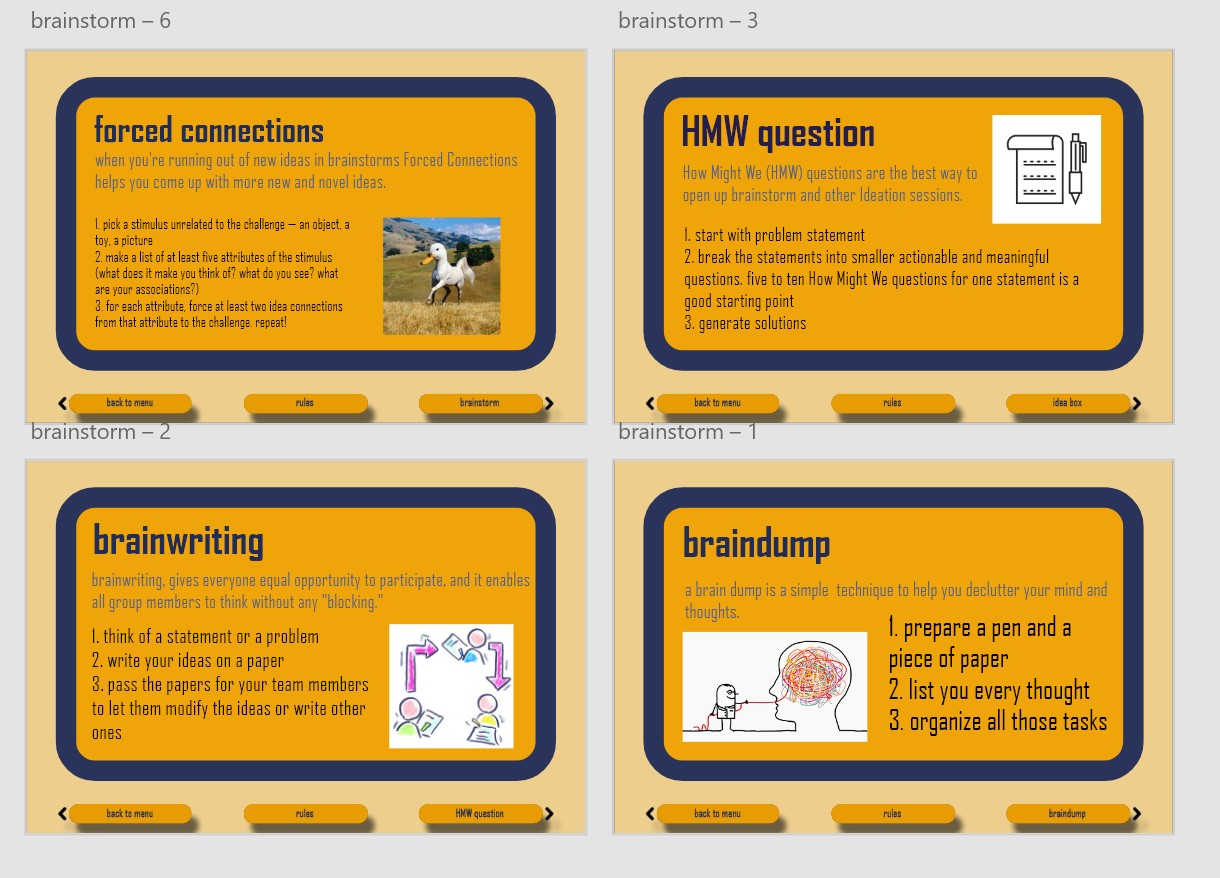 brainstorm – 6
forced connections
when you're running out of new ideas in brainstorms Forced Connections
helps you come up with more new and novel ideas.
1. pick a stimulus unrelated to the challenge – an object, a
toy, a picture
2. make a list of at least five attributes of the stimulus
(what does it make you think of? what do you see? what
are your associations?)
3. for each attribute, force at least two idea connections
from that attribute to the challenge. repeat!
back to menu
rules
brainstorm
brainstorm – 3
HMW question
How Might We (HMW) questions are the best way to
open up brainstorm and other Ideation sessions.
1. start with problem statement
2. break the statements into smaller actionable and meaningful
questions. five to ten How Might We questions for one statement is a
good starting point
3. generate solutions
back to menu
rules
idea box
brainstorm – 2
brainwriting
brainwriting, gives everyone equal opportunity to participate, and it enables
all group members to think without any "blocking."
1. think of a statement or a problem
2. write your ideas on a paper
3. pass the papers for your team members
to let them modify the ideas or write other
ones
back to menu
rules
HMW question
brainstorm – 1
braindump
a brain dump is a simple technique to help you declutter your mind and
thoughts.
1. prepare a pen and a
piece of paper
2. list you every thought
3. organize all those tasks
back to menu
rules
braindump